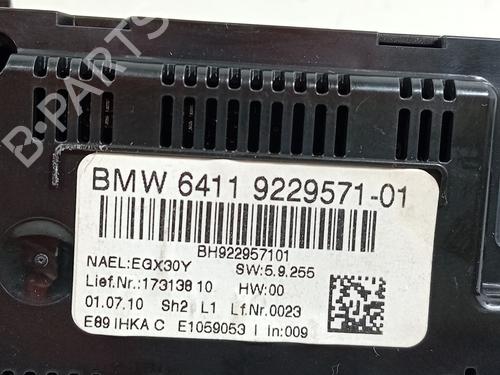 B-PARTS
BMW 6411 9229571-01
BH922957101
NAEL:EGX30Y SW:5.9.255
Lief.Nr.:173138 10 HW:00
01.07.10 Sh2 L1 Lf.Nr.0023
E89 IHKA C E1059053 I In:009